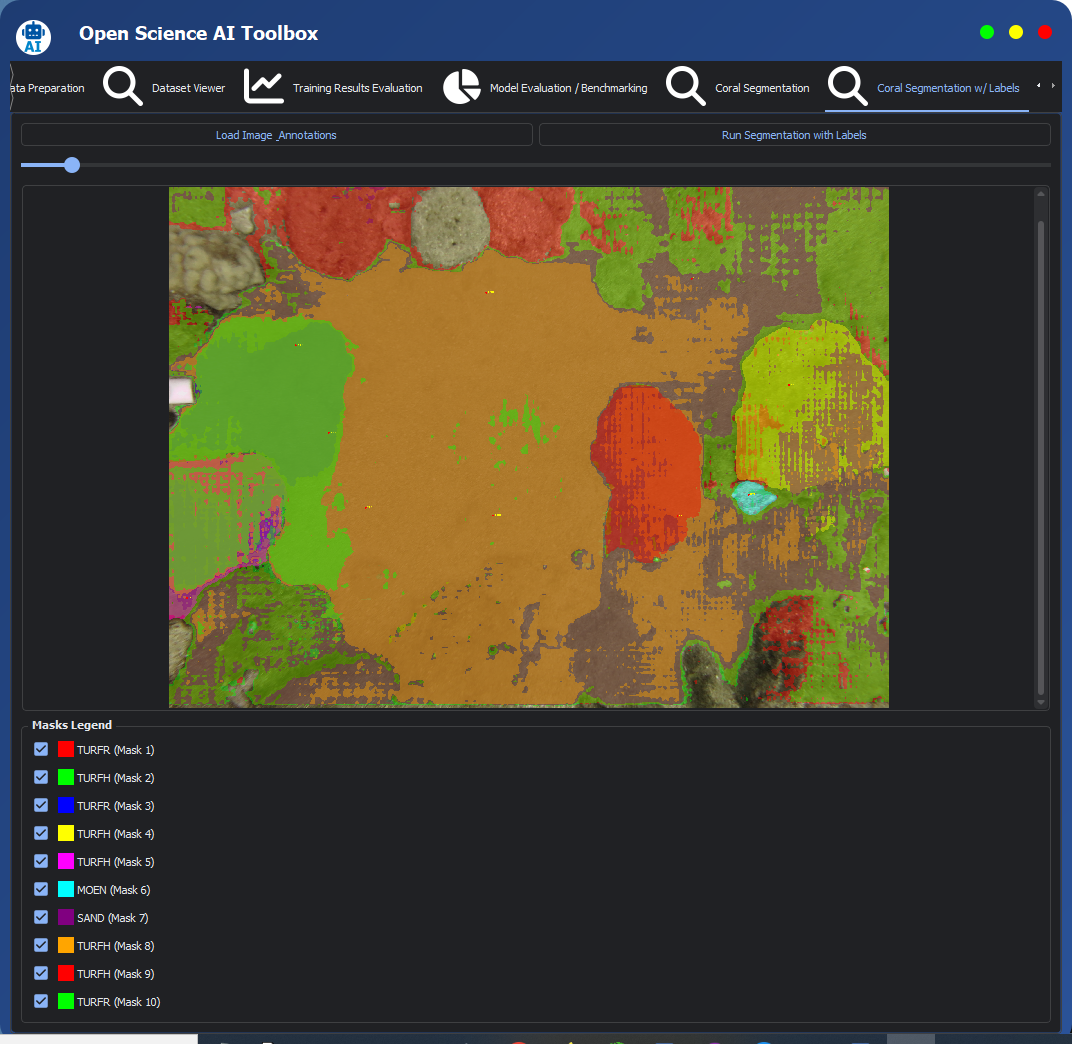 AI
Open Science AI Toolbox
ata Preparation
Dataset Viewer
Training Results Evaluation
Model Evaluation / Benchmarking
Coral Segmentation
Coral Segmentation w/ Labels
Load Image _Annotations
Run Segmentation with Labels
Masks Legend
TURFR (Mask 1)
TURFH (Mask 2)
TURFR (Mask 3)
TURFH (Mask 4)
TURFH (Mask 5)
MOEN (Mask 6)
SAND (Mask 7)
TURFH (Mask 8)
TURFH (Mask 9)
TURFR (Mask 10)